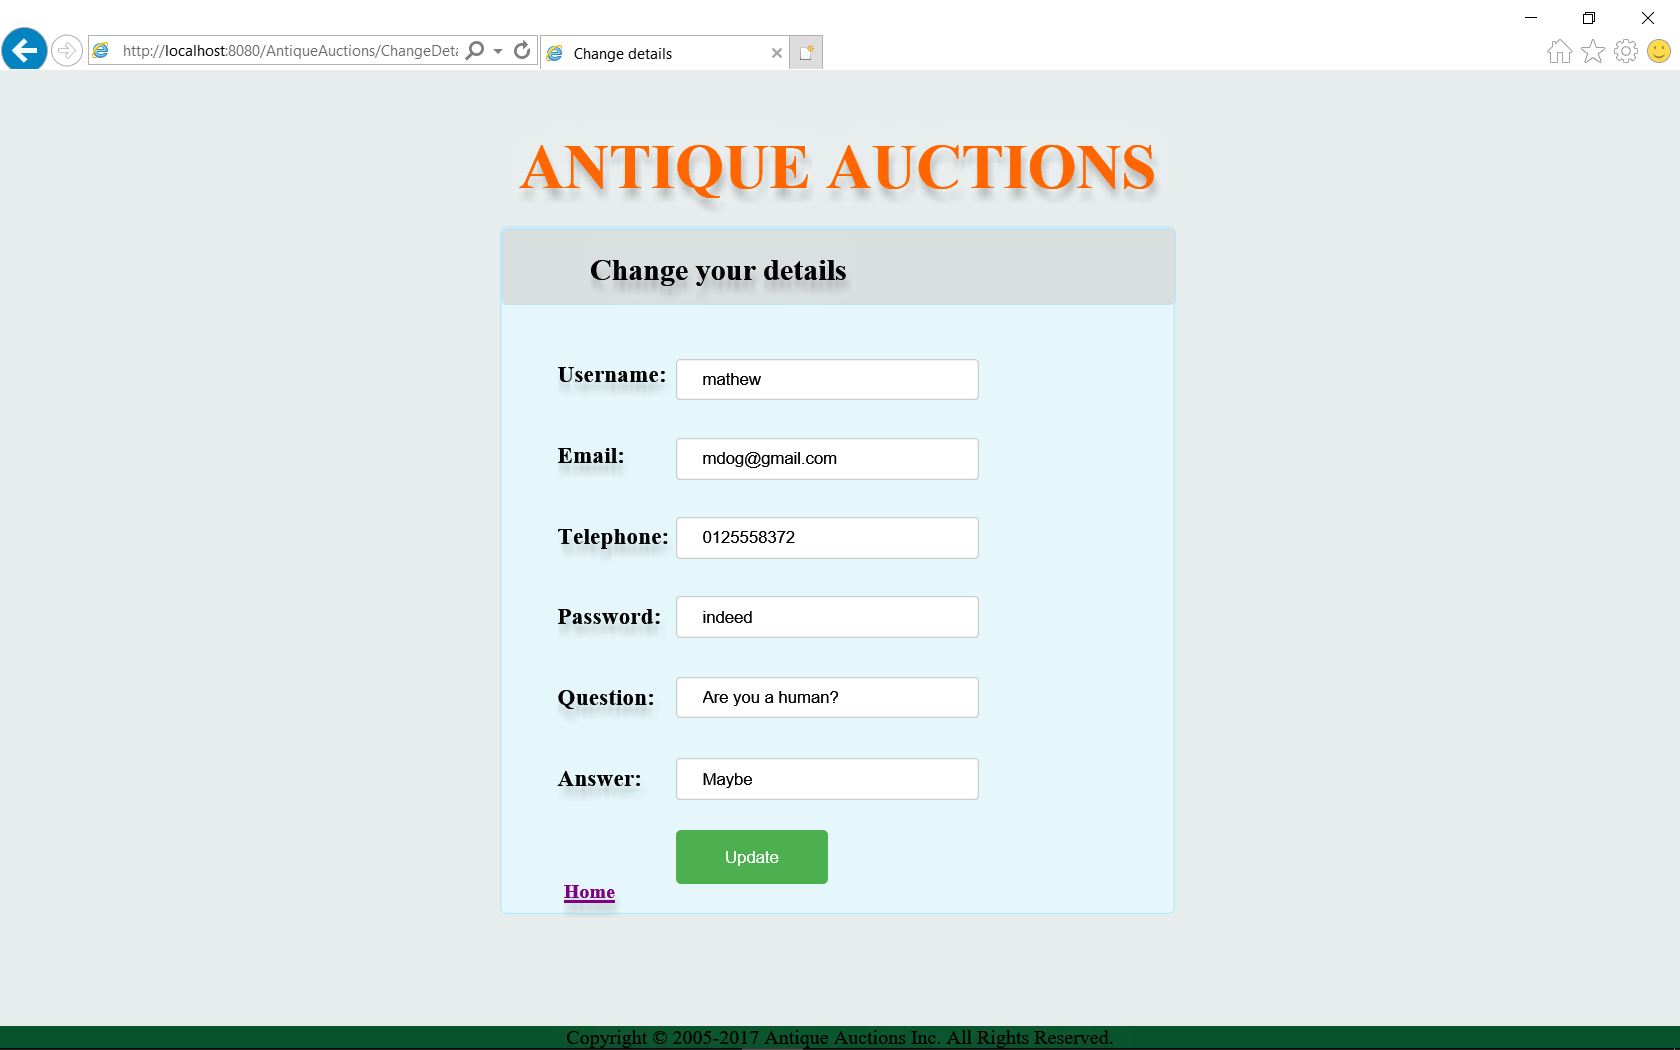 http://localhost:8080/AntiqueAuctions/ChangeDeta
Change details
ANTIQUE AUCTIONS
Change your details
Username: mathew
Email: mdog@gmail.com
Telephone: 0125558372
Password: indeed
Question: Are you a human?
Answer: Maybe
Update
Home
Copyright © 2005-2017 Antique Auctions Inc. All Rights Reserved.